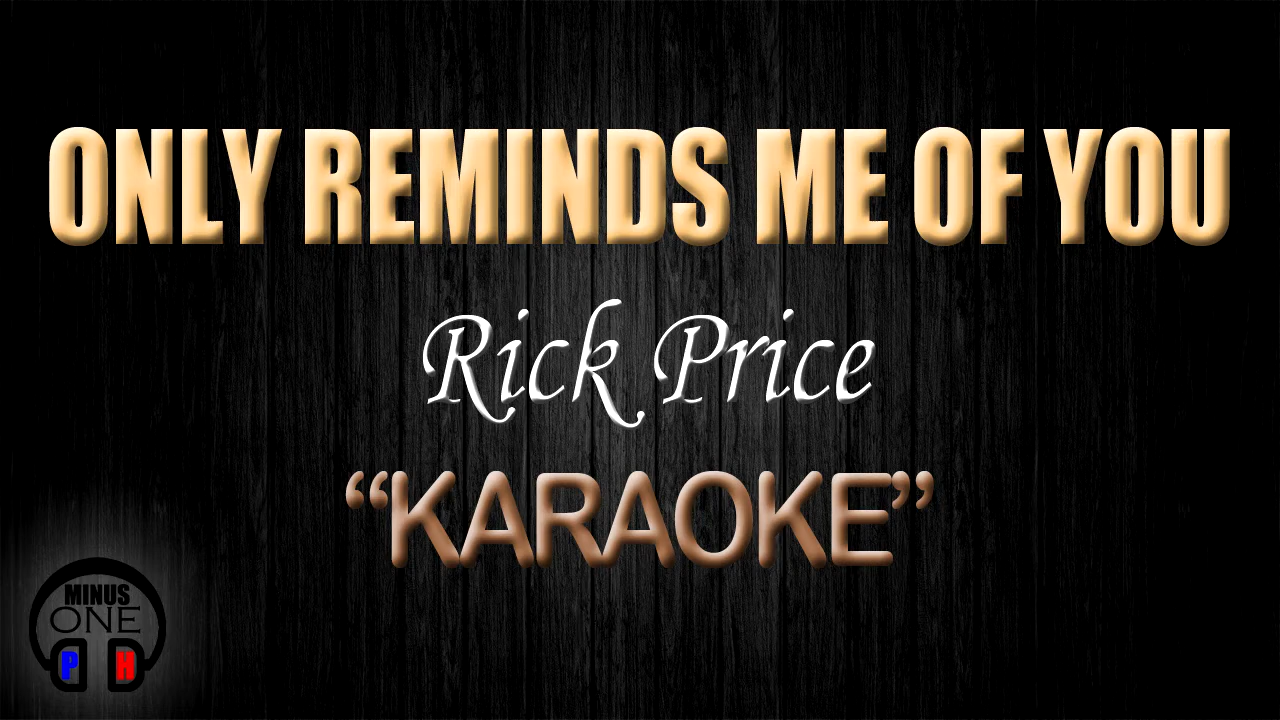 ONLY REMINDS ME OF YOU
Rick Price
“KARAOKE”
MINUS
ONE
P H